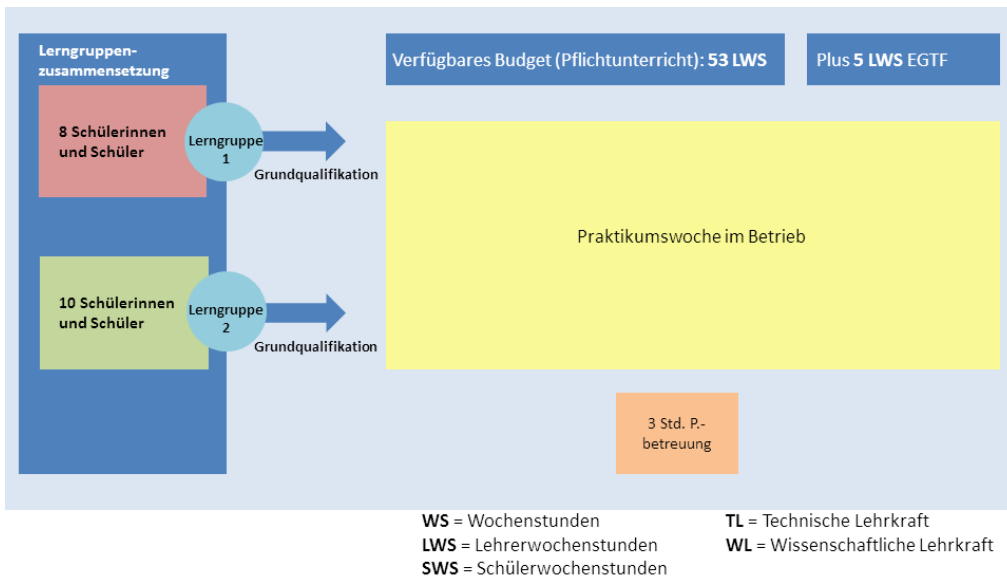 Lerngruppen-
zusammensetzung
8 Schülerinnen
und Schüler
Lerngruppe
1
Grundqualifikation
10 Schülerinnen
und Schüler
Lerngruppe
2
Grundqualifikation
Verfügbares Budget (Pflichtunterricht): 53 LWS
Plus 5 LWS EGTF
Praktikumswoche im Betrieb
3 Std. P.-
betreuung
WS = Wochenstunden
LWS = Lehrerwochenstunden
SWS = Schülerwochenstunden
TL = Technische Lehrkraft
WL = Wissenschaftliche Lehrkraft